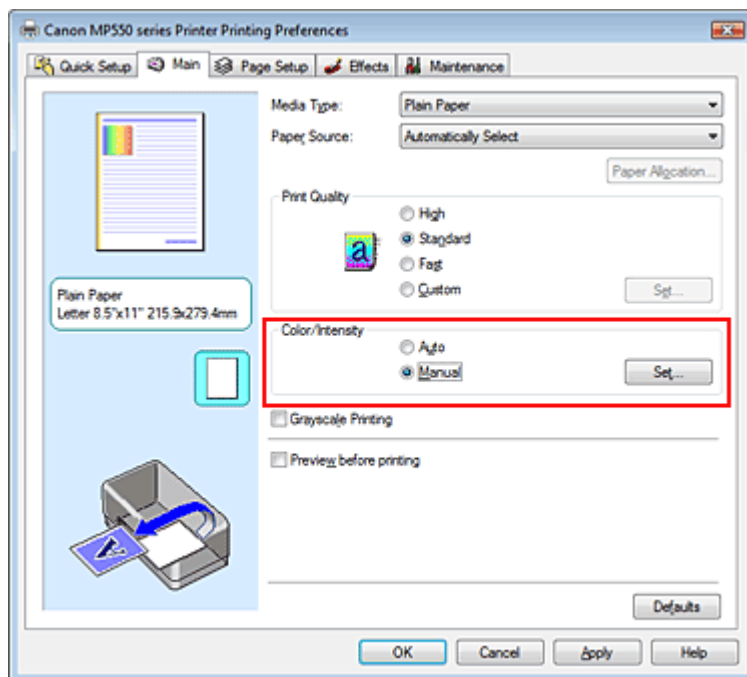 Canon MP550 series Printer Printing Preferences
Quick Setup Main Page Setup Effects Maintenance
Media Type: Plain Paper
Paper Source: Automatically Select
Paper Allocation...
Print Quality
High
a
Standard
Fast
Custom Set...
Plain Paper
Letter 8.5"x11" 215.9x279.4mm
Color/Intensity
Auto
Manual Set...
Grayscale Printing
Preview before printing
A
Defaults
OK Cancel Apply Help